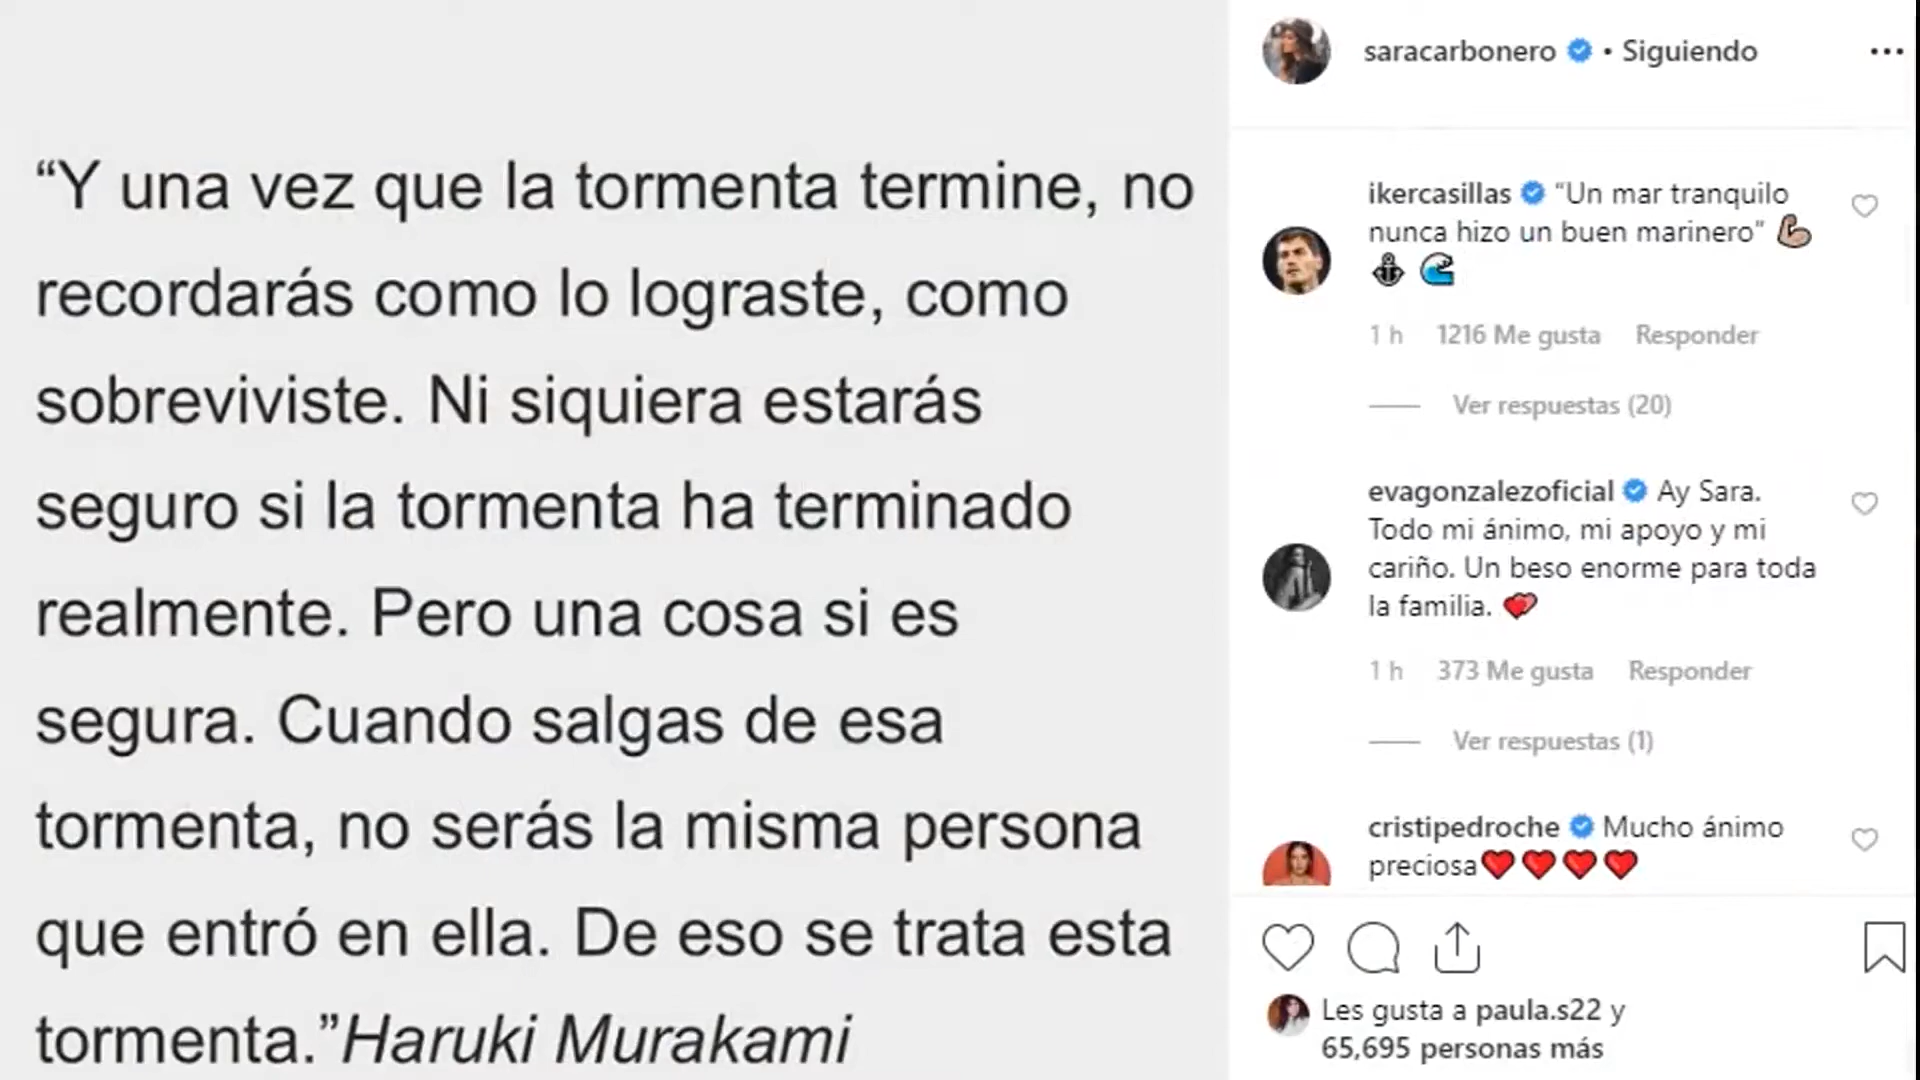 “Y una vez que la tormenta termine, no
recordarás como lo lograste, como
sobreviviste. Ni siquiera estarás
seguro si la tormenta ha terminado
realmente. Pero una cosa si es
segura. Cuando salgas de esa
tormenta, no serás la misma persona
que entró en ella. De eso se trata esta
tormenta.”Haruki Murakami
saracarbonero • Siguiendo
ikercasillas “Un mar tranquilo
nunca hizo un buen marinero”
1 h 1216 Me gusta Responder
Ver respuestas (20)
evagonzalezoficial Ay Sara.
Todo mi ánimo, mi apoyo y mi
cariño. Un beso enorme para toda
la familia.
1 h 373 Me gusta Responder
Ver respuestas (1)
cristipedroche Mucho ánimo
preciosa
Les gusta a paula.s22 y
65,695 personas más